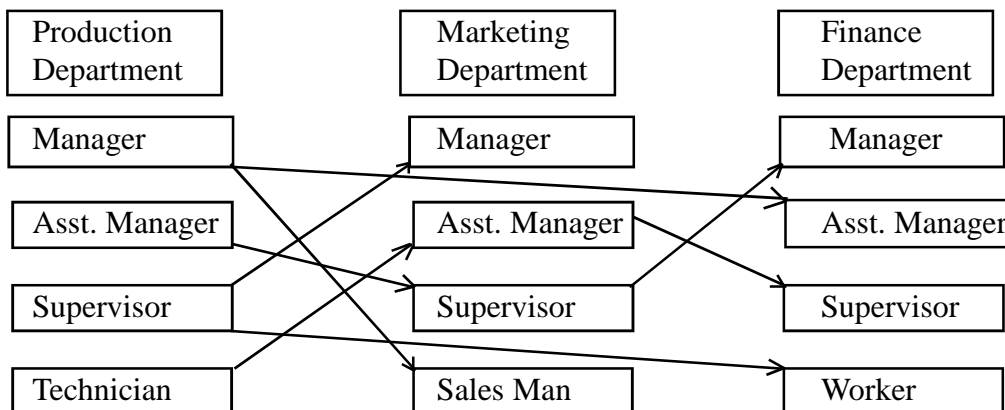 Production
Department
Marketing
Department
Finance
Department
Manager
Manager
Manager
Asst. Manager
Asst. Manager
Asst. Manager
Supervisor
Supervisor
Supervisor
Technician
Sales Man
Worker